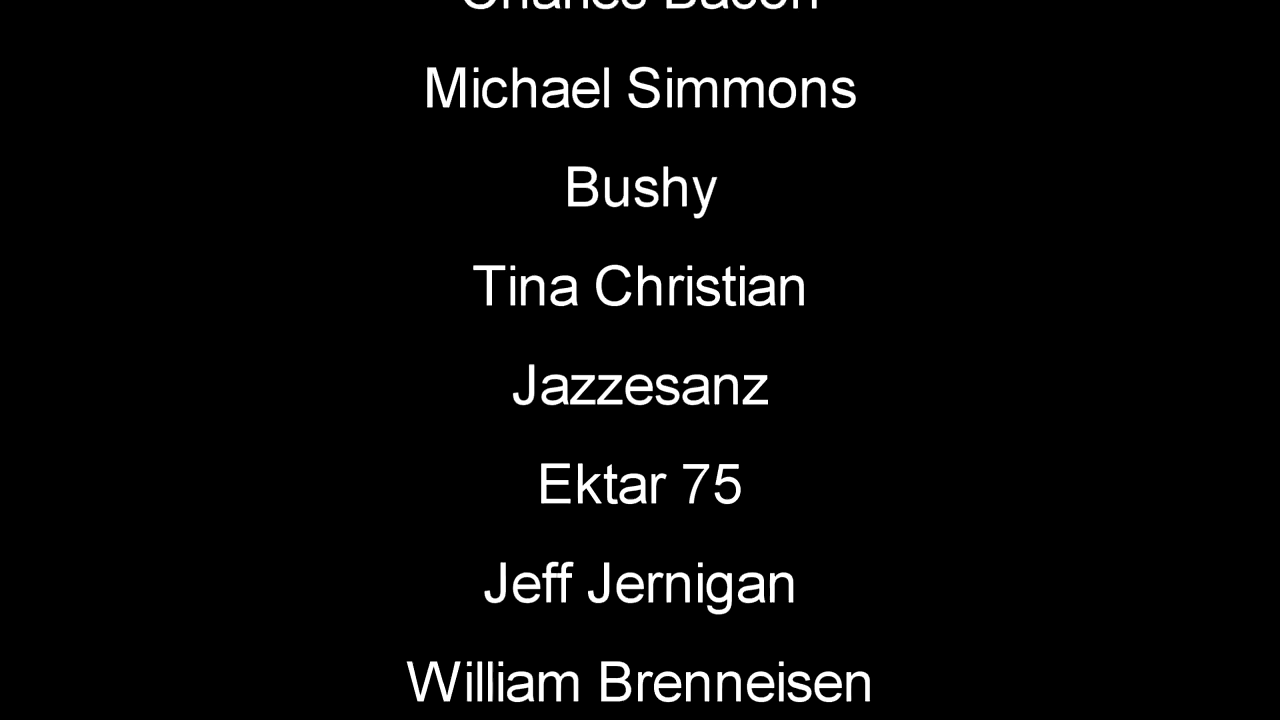 Charles Bacon
Michael Simmons
Bushy
Tina Christian
Jazzesanz
Ektar 75
Jeff Jernigan
William Brenneisen